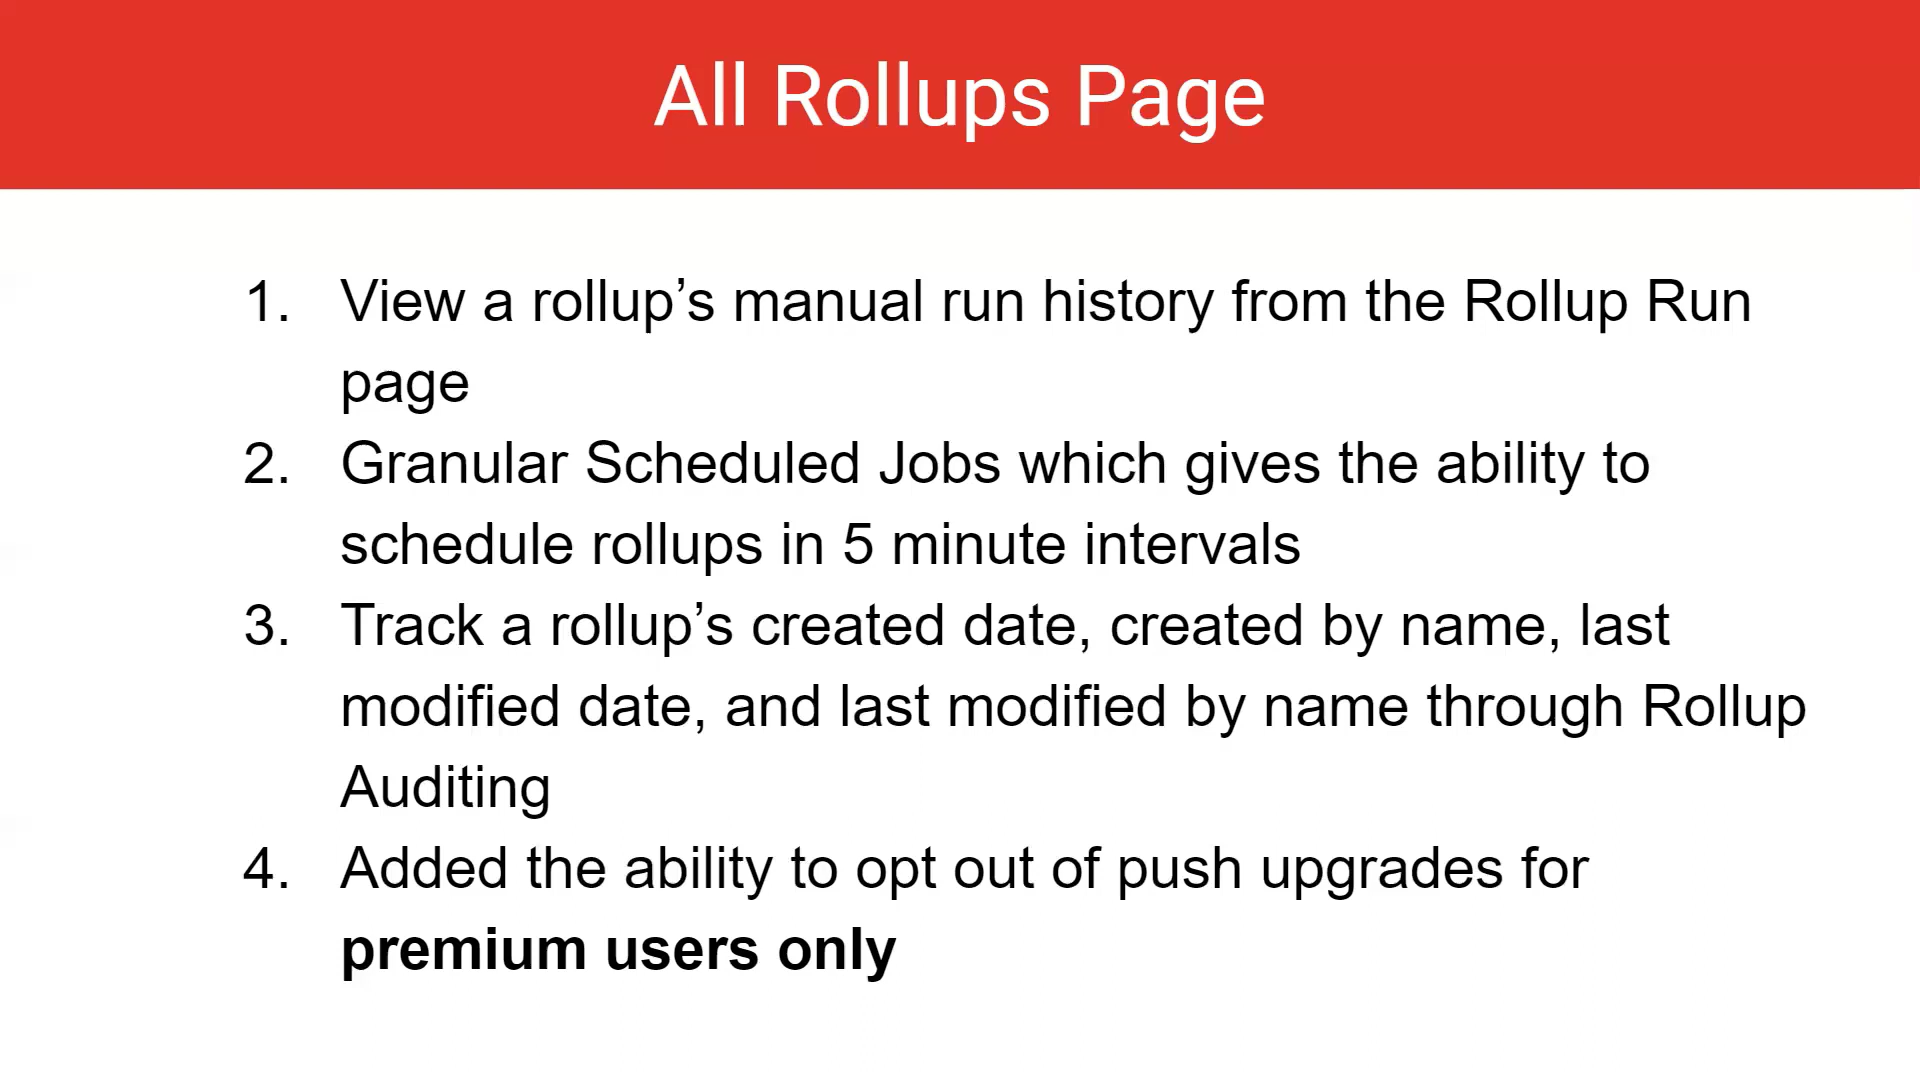 All Rollups Page
1. View a rollup’s manual run history from the Rollup Run
page
2. Granular Scheduled Jobs which gives the ability to
schedule rollups in 5 minute intervals
3. Track a rollup’s created date, created by name, last
modified date, and last modified by name through Rollup
Auditing
4. Added the ability to opt out of push upgrades for
premium users only